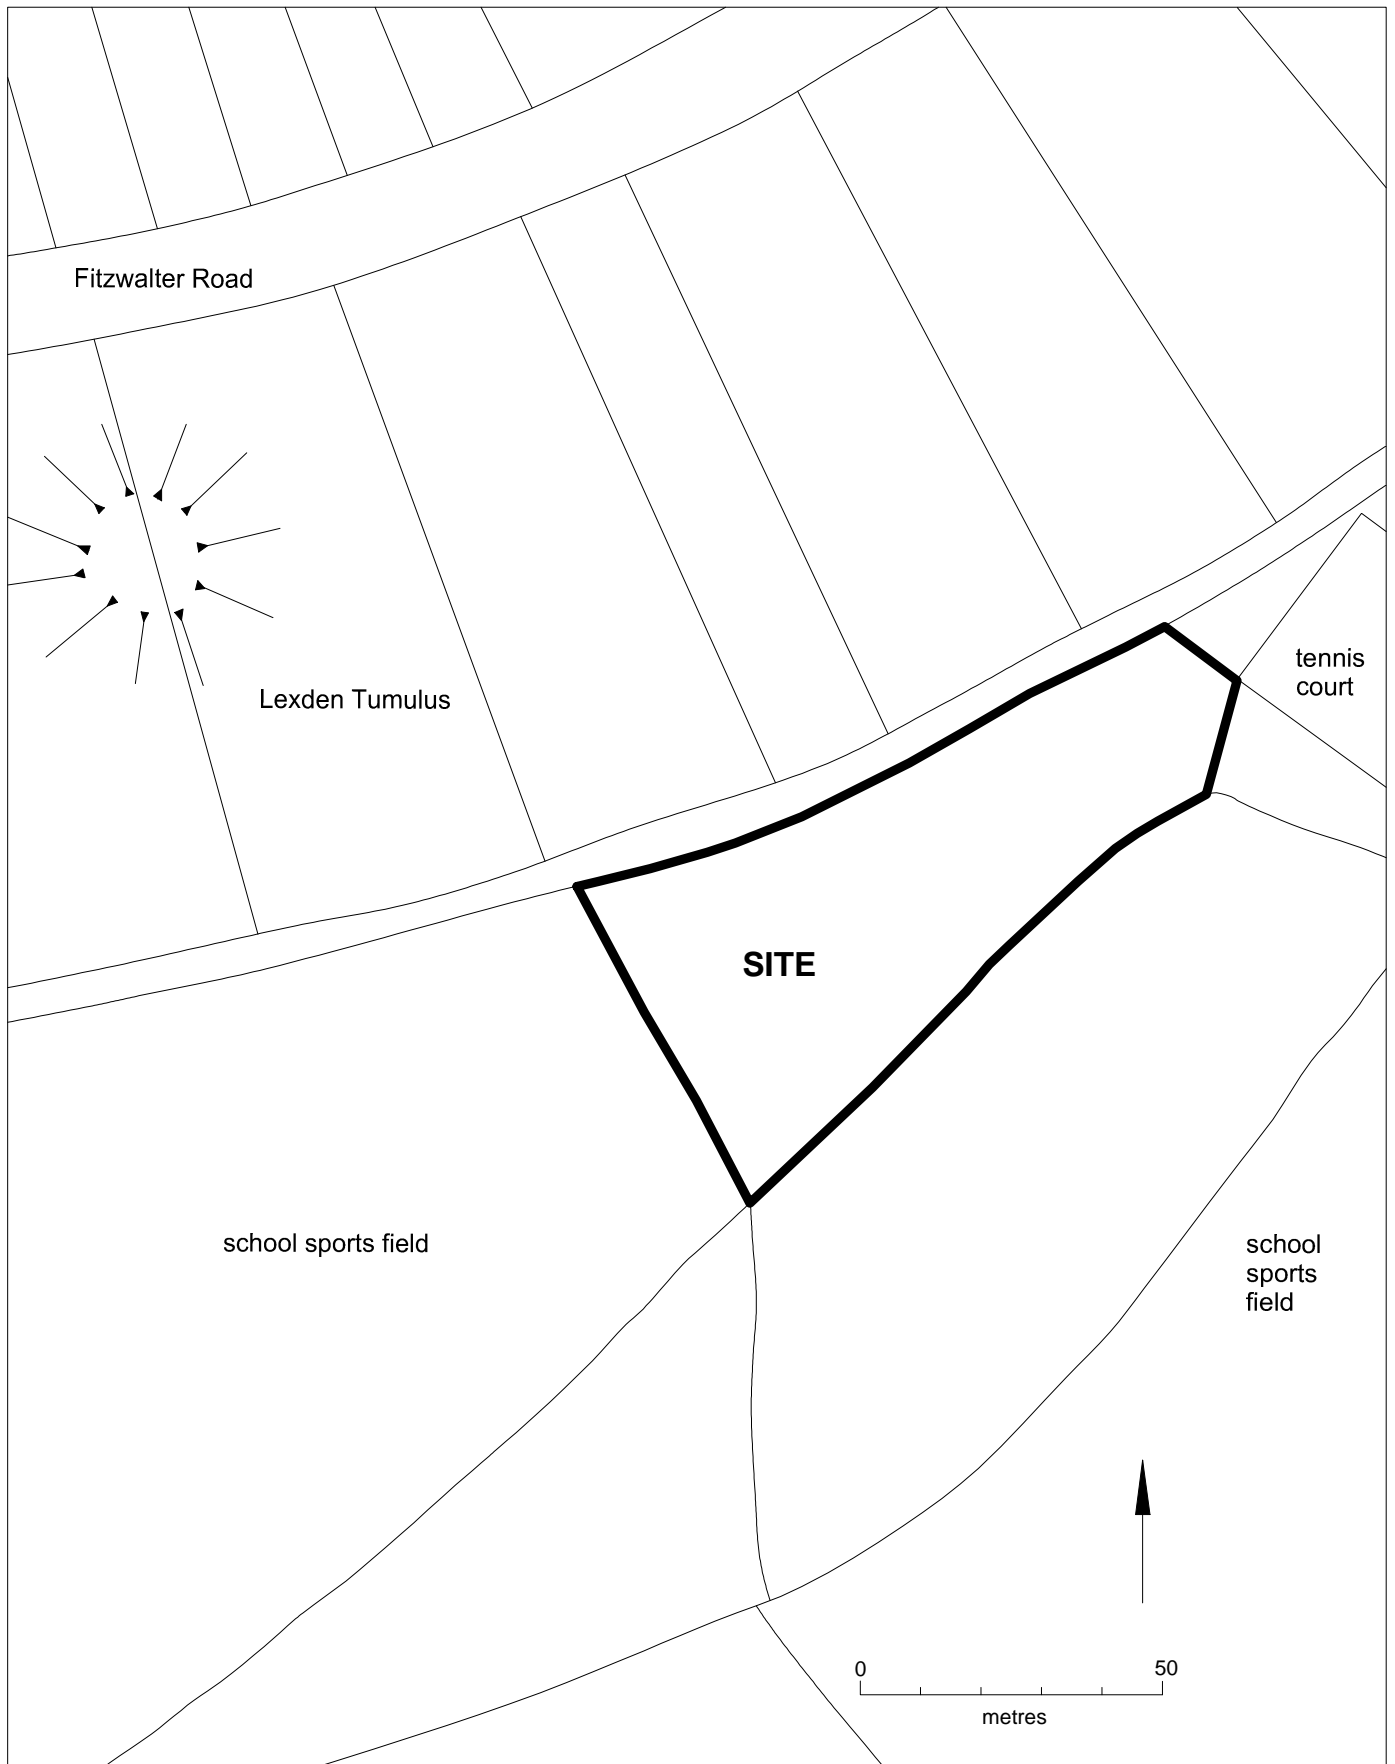 Fitzwalter Road
tennis
court
Lexden Tumulus
SITE
school sports field
school
sports
field
0 50
metres